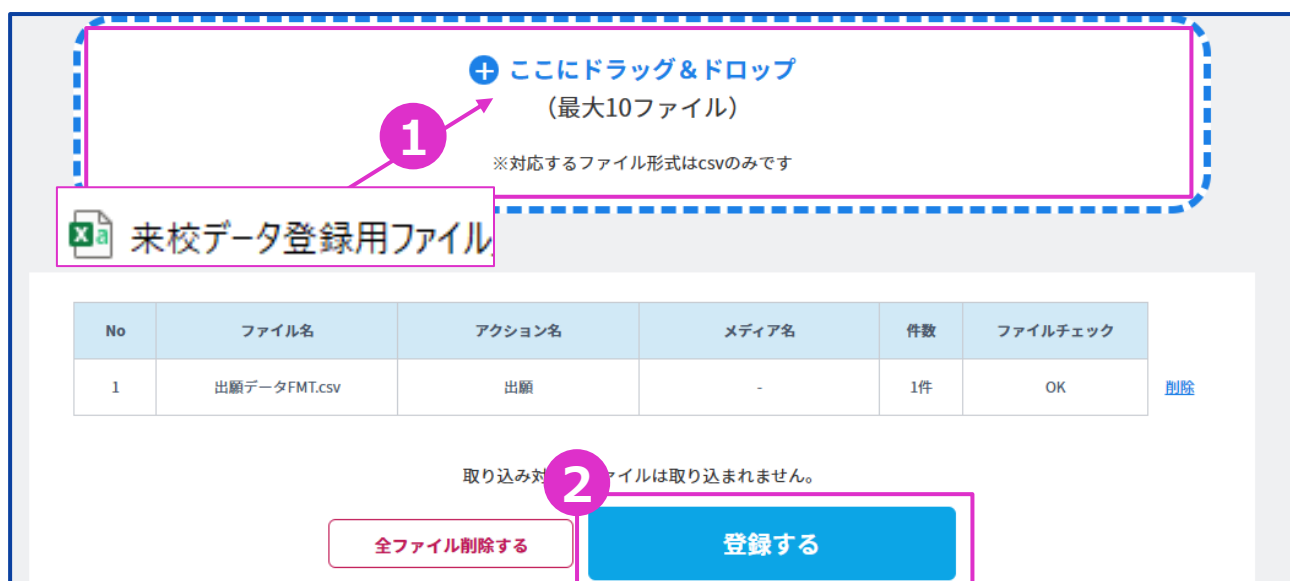 ここにドラッグ＆ドロップ
（最大10ファイル）
1
※対応するファイル形式はcsvのみです
来校データ登録用ファイル
No ファイル名 アクション名 メディア名 件数 ファイルチェック
1 出願データFMT.csv 出願 - 1件 OK 削除
取り込み対 2 イルは取り込まれません。
全ファイル削除する 登録する